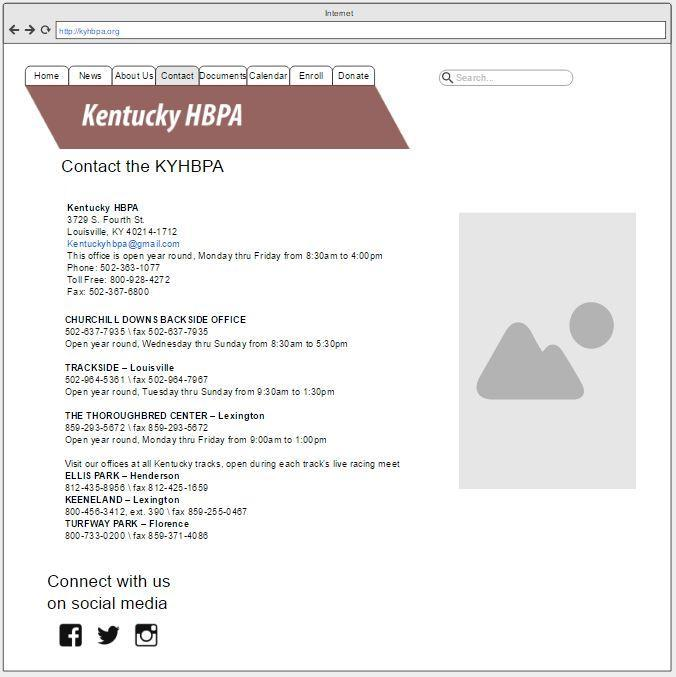 Internet
http://kyhbpa.org
Home News About Us Contact Documents Calendar Enroll Donate
Search...
Kentucky HBPA
Contact the KYHBPA
Kentucky HBPA
3729 S. Fourth St.
Louisville, KY 40214-1712
Kentuckyhbpa@gmail.com
This office is open year round, Monday thru Friday from 8:30am to 4:00pm
Phone: 502-363-1077
Toll Free: 800-928-4272
Fax: 502-367-6800
CHURCHILL DOWNS BACKSIDE OFFICE
502-637-7935 \ fax 502-637-7935
Open year round, Wednesday thru Sunday from 8:30am to 5:30pm
TRACKSIDE – Louisville
502-964-5361 \ fax 502-964-7967
Open year round, Tuesday thru Sunday from 9:30am to 1:30pm
THE THOROUGHBRED CENTER – Lexington
859-293-5672 \ fax 859-293-5672
Open year round, Monday thru Friday from 9:00am to 1:00pm
Visit our offices at all Kentucky tracks, open during each track's live racing meet
ELLIS PARK – Henderson
812-435-8956 \ fax 812-425-1659
KEENELAND – Lexington
800-456-3412, ext. 390 \ fax 859-255-0467
TURFWAY PARK – Florence
800-733-0200 \ fax 859-371-4086
Connect with us
on social media